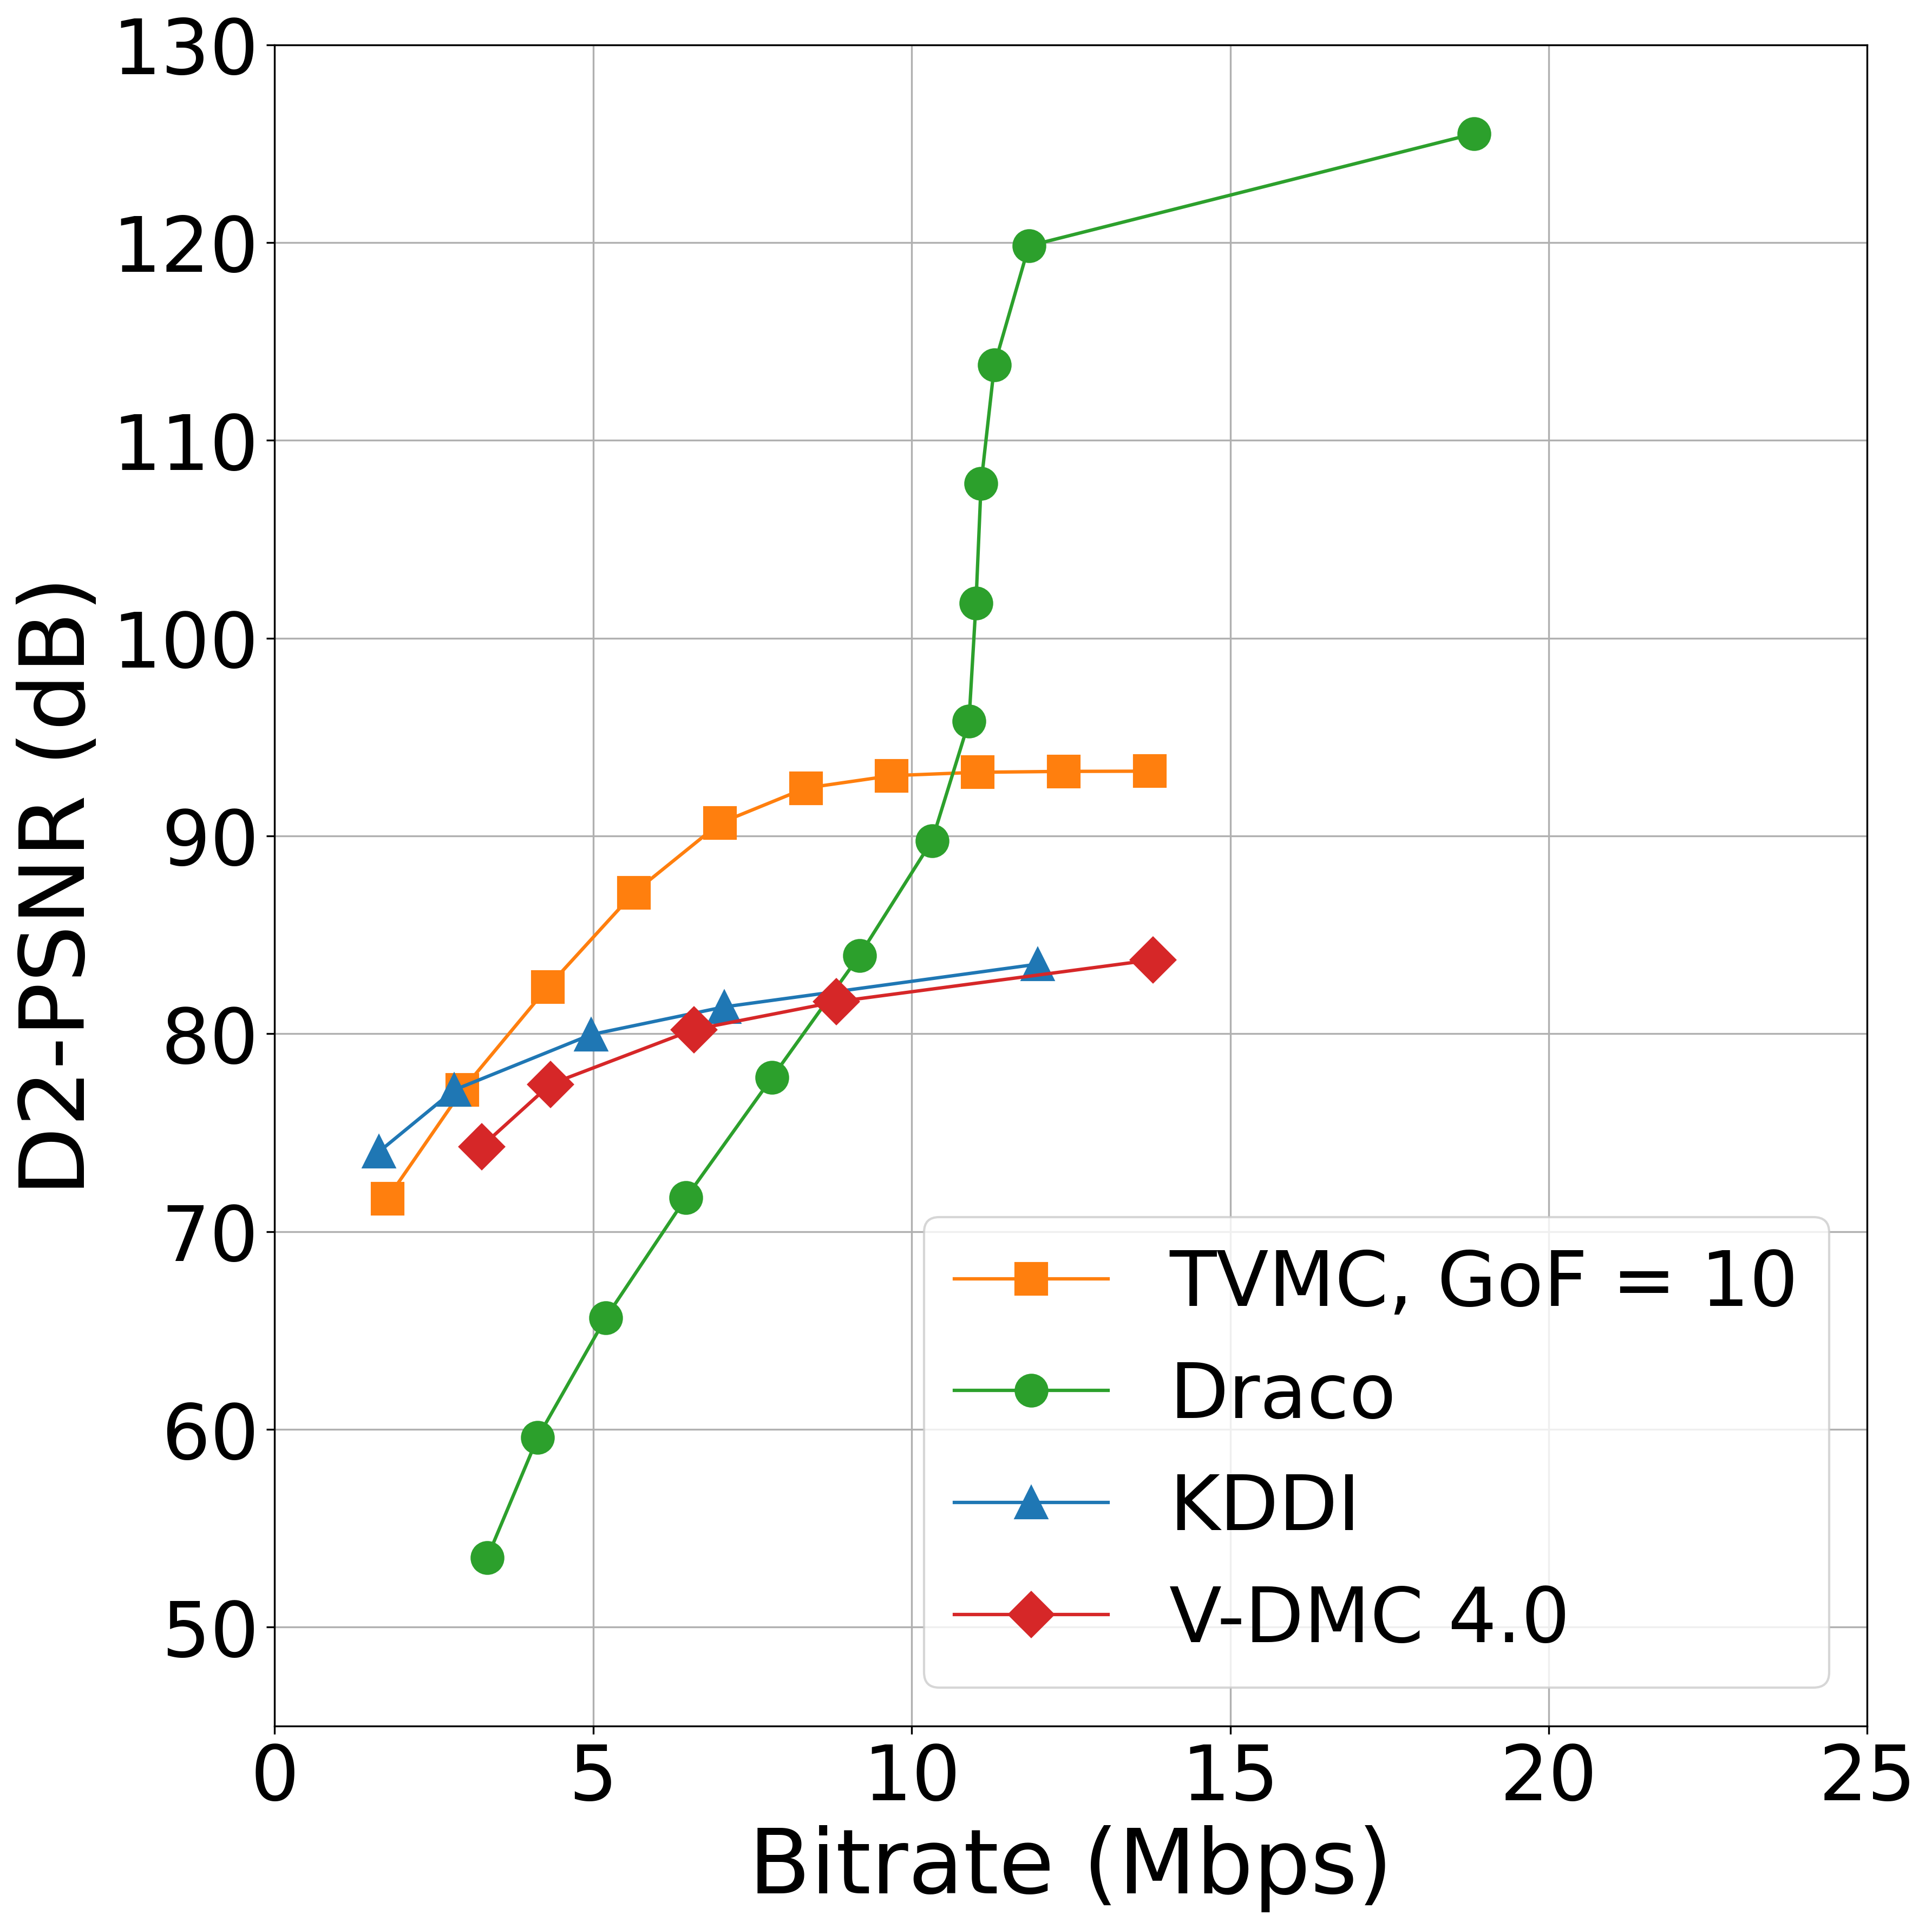 130
120
110
100
90
80
70
60
50
D2-PSNR (dB)
TVMC, GoF = 10
Draco
KDDI
V-DMC 4.0
0 5 10 15 20 25
Bitrate (Mbps)